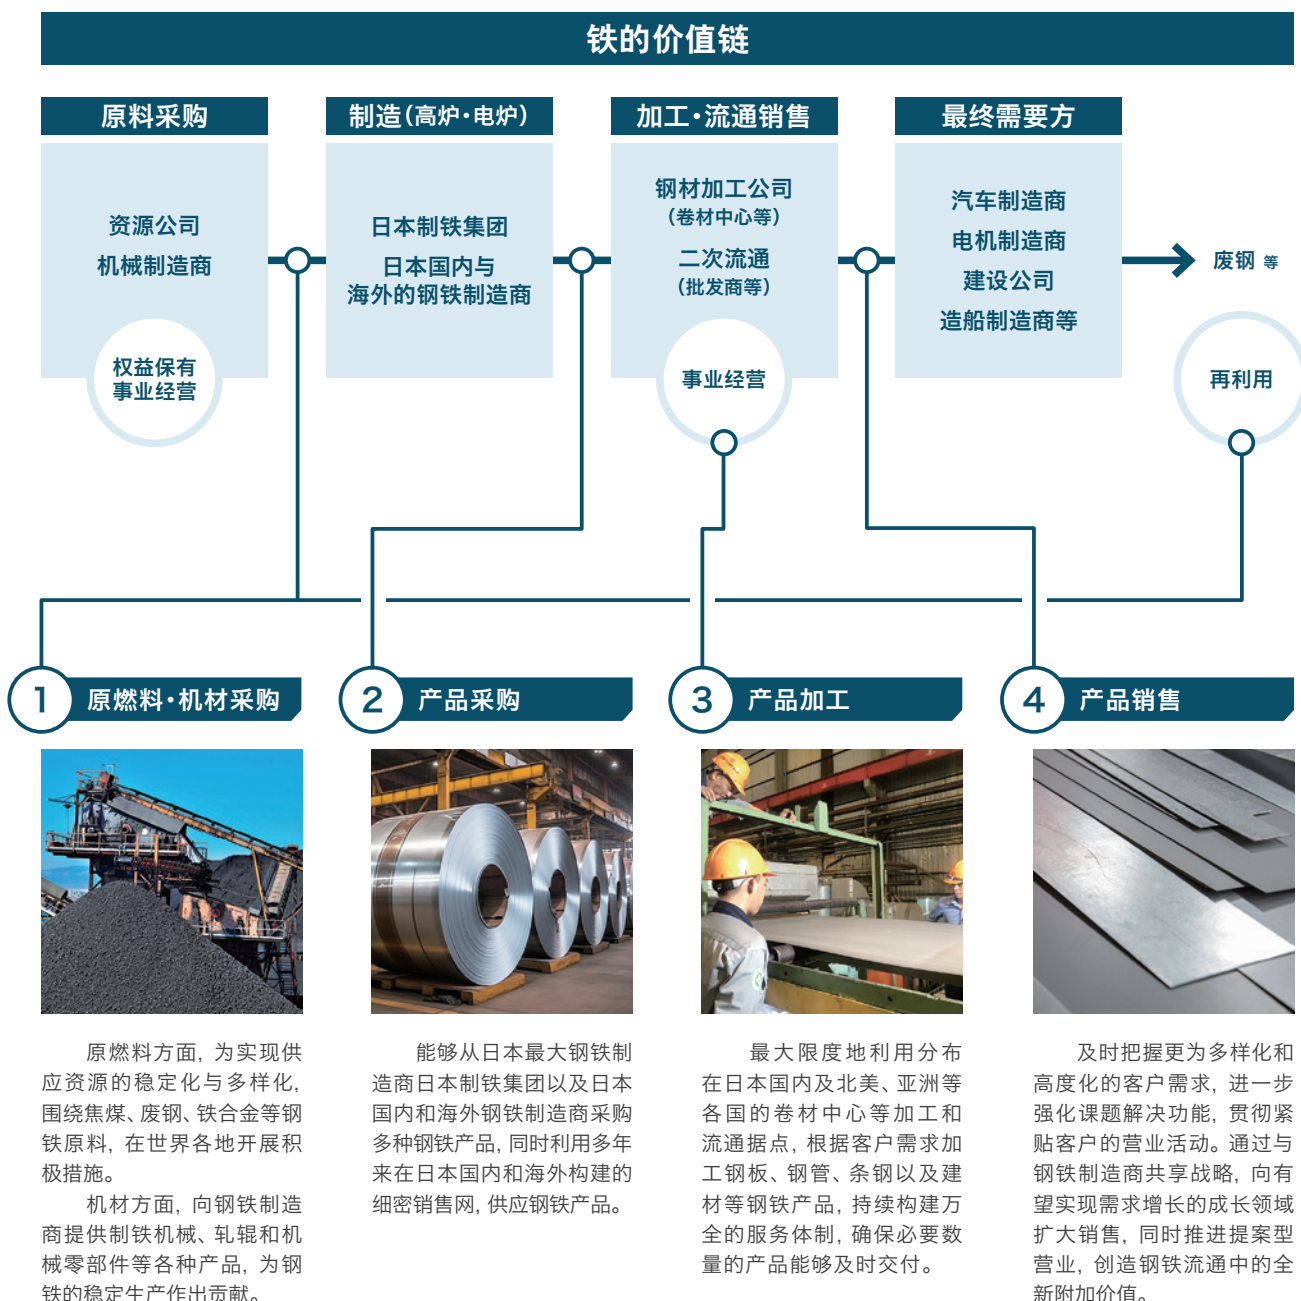 铁的价值链
原料采购
资源公司
机械制造商
权益保有
事业经营
制造(高炉·电炉)
日本制铁集团
日本国内与
海外的钢铁制造商
加工·流通销售
钢材加工公司
(卷材中心等)
二次流通
(批发商等)
事业经营
最终需要方
汽车制造商
电机制造商
建设公司
造船制造商等
废钢 等
再利用
1 原燃料·机材采购
原燃料方面, 为实现供
应资源的稳定化与多样化,
围绕焦煤、废钢、铁合金等钢
铁原料, 在世界各地开展积
极措施。
机材方面, 向钢铁制造
商提供制铁机械、轧辊和机
械零部件等各种产品, 为钢
铁的稳定生产作出贡献。
2 产品采购
能够从日本最大钢铁制
造商日本制铁集团以及日本
国内和海外钢铁制造商采购
多种钢铁产品, 同时利用多年
来在日本国内和海外构建的
细密销售网, 供应钢铁产品。
3 产品加工
最大限度地利用分布
在日本国内及北美、亚洲等
各国的卷材中心等加工和
流通据点, 根据客户需求加
工钢板、钢管、条钢以及建
材等钢铁产品, 持续构建万
全的服务体制, 确保必要数
量的产品能够及时交付。
4 产品销售
及时把握更为多样化和
高度化的客户需求, 进一步
强化课题解决功能, 贯彻紧
贴客户的营业活动。通过与
钢铁制造商共享战略, 向有
望实现需求增长的成长领域
扩大销售, 同时推进提案型
营业, 创造钢铁流通中的全
新附加价值。